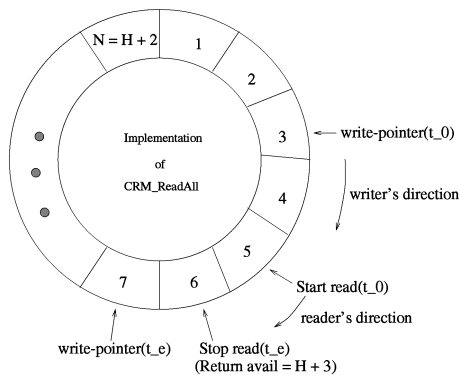 N = H + 2
1
2
3
write-pointer(t_0)
Implementation
of
CRM_ReadAll
4
writer's direction
5
7
6
Start read(t_0)
reader's direction
write-pointer(t_e)
Stop read(t_e)
(Return avail = H + 3)